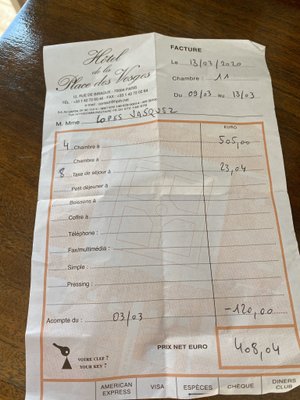 Hôtel
de la
Place des Vosges
12, RUE DE BIRAGUE - 75004 PARIS
FACTURE
Le 13/03/2020
Chambre : 11
Du 09/03 au 13/03
M. Mme LOPES VASQUEZ
EURO
4 Chambre à 505,00
Chambre à
8 Taxe de séjour à 23,04
Petit déjeuner à
Boissons à
Coffre à
Téléphone :
Fax/multimédia :
Simple :
Pressing :
Acompte du : 03/03 -120,00
PRIX NET EURO 408,04
VOTRE CLEF ?
YOUR KEY ?
AMERICAN EXPRESS
VISA
ESPÈCES
CHÈQUE
DINERS CLUB